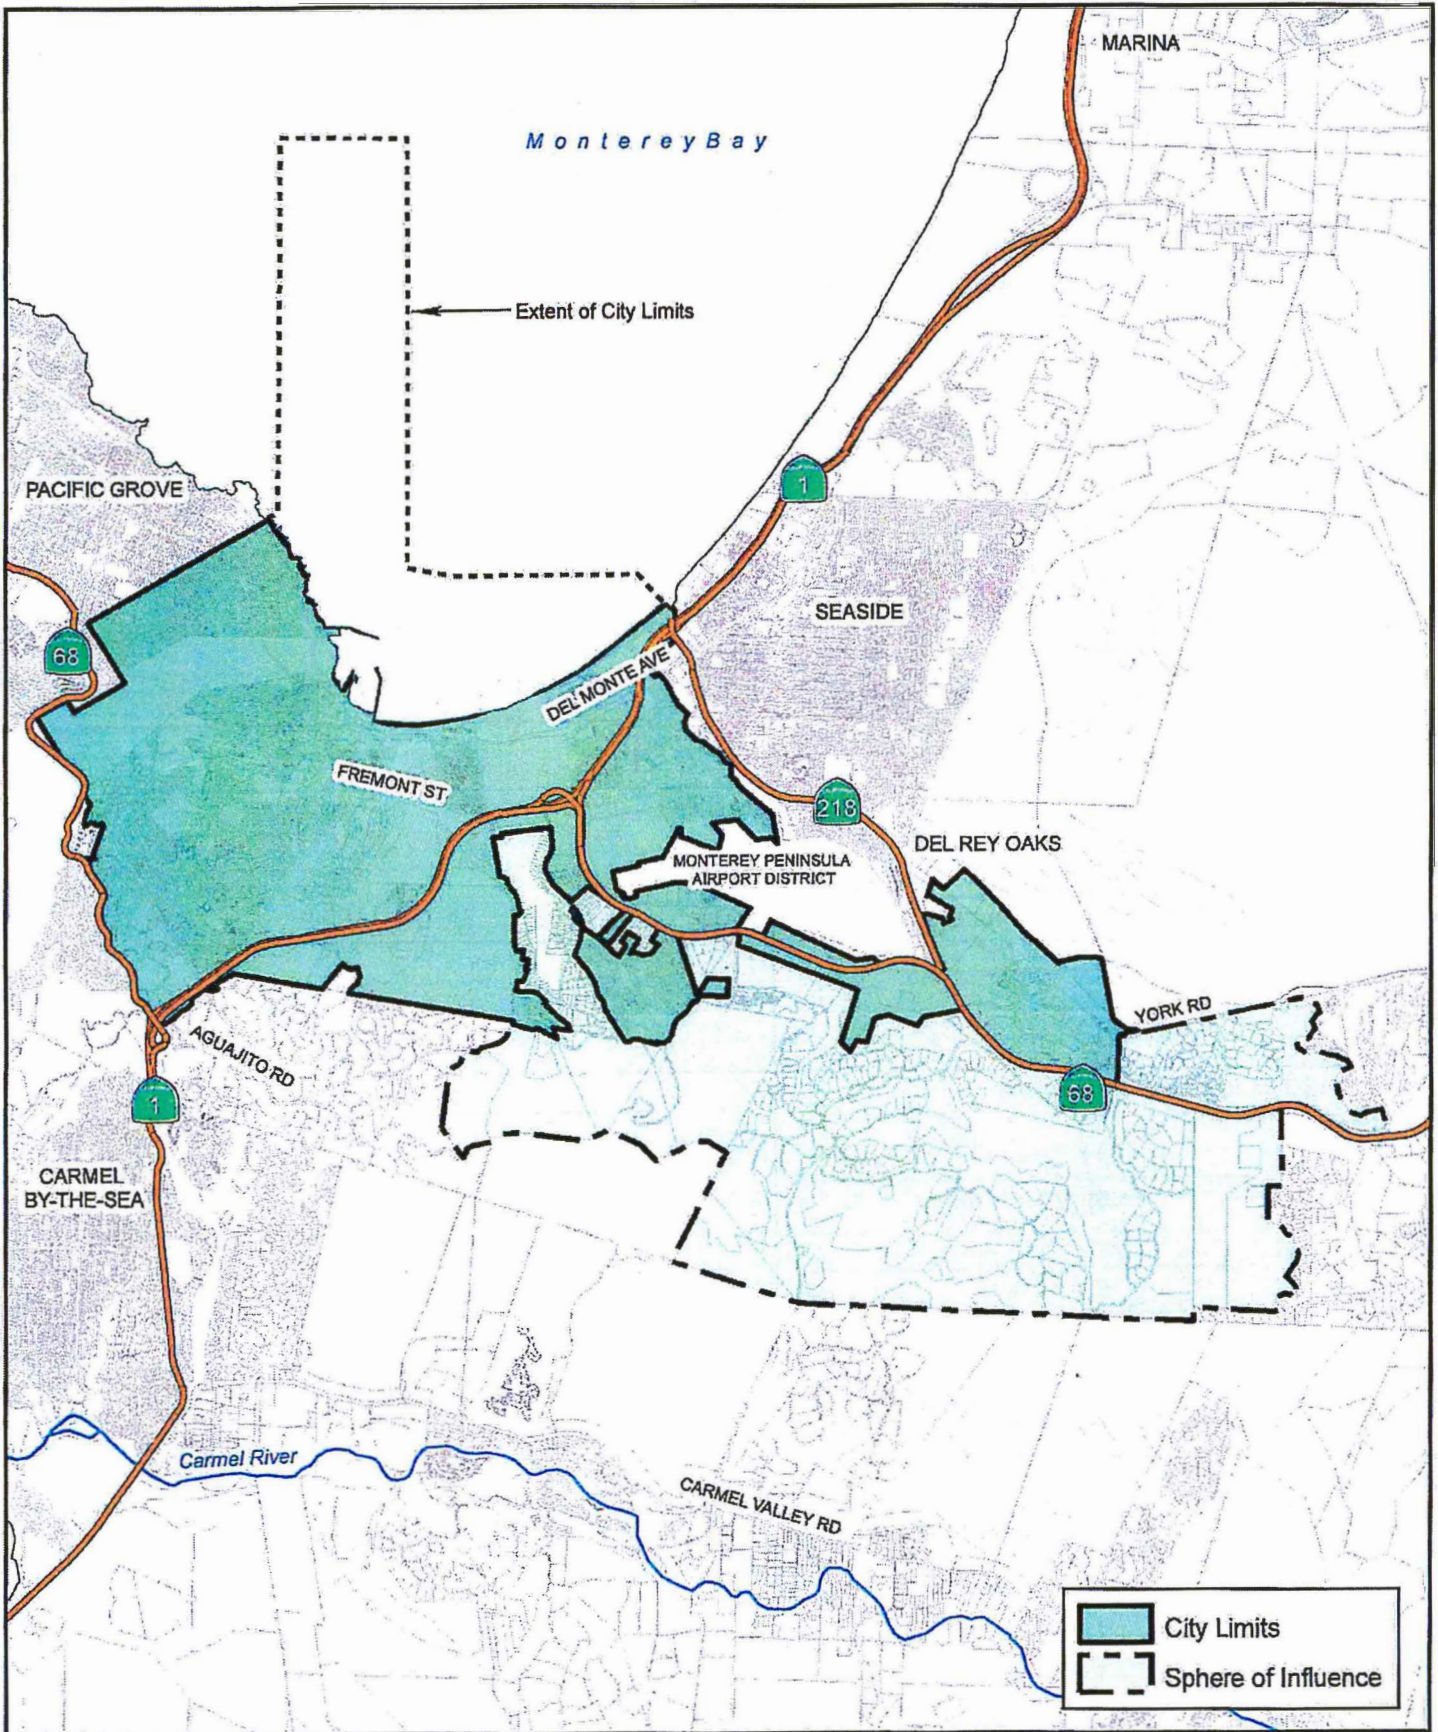 MARINA
MontereyBay
Extent of City Limits
PACIFIC GROVE
1
SEASIDE
68
DEL MONTE AVE
FREMONT ST
218
DEL REY OAKS
MONTEREY PENINSULA
AIRPORT DISTRICT
YORK RD
AGUAJITO RD
68
1
CARMEL
BY-THE-SEA
Carmel River
CARMEL VALLEY RD
City Limits
Sphere of Influence